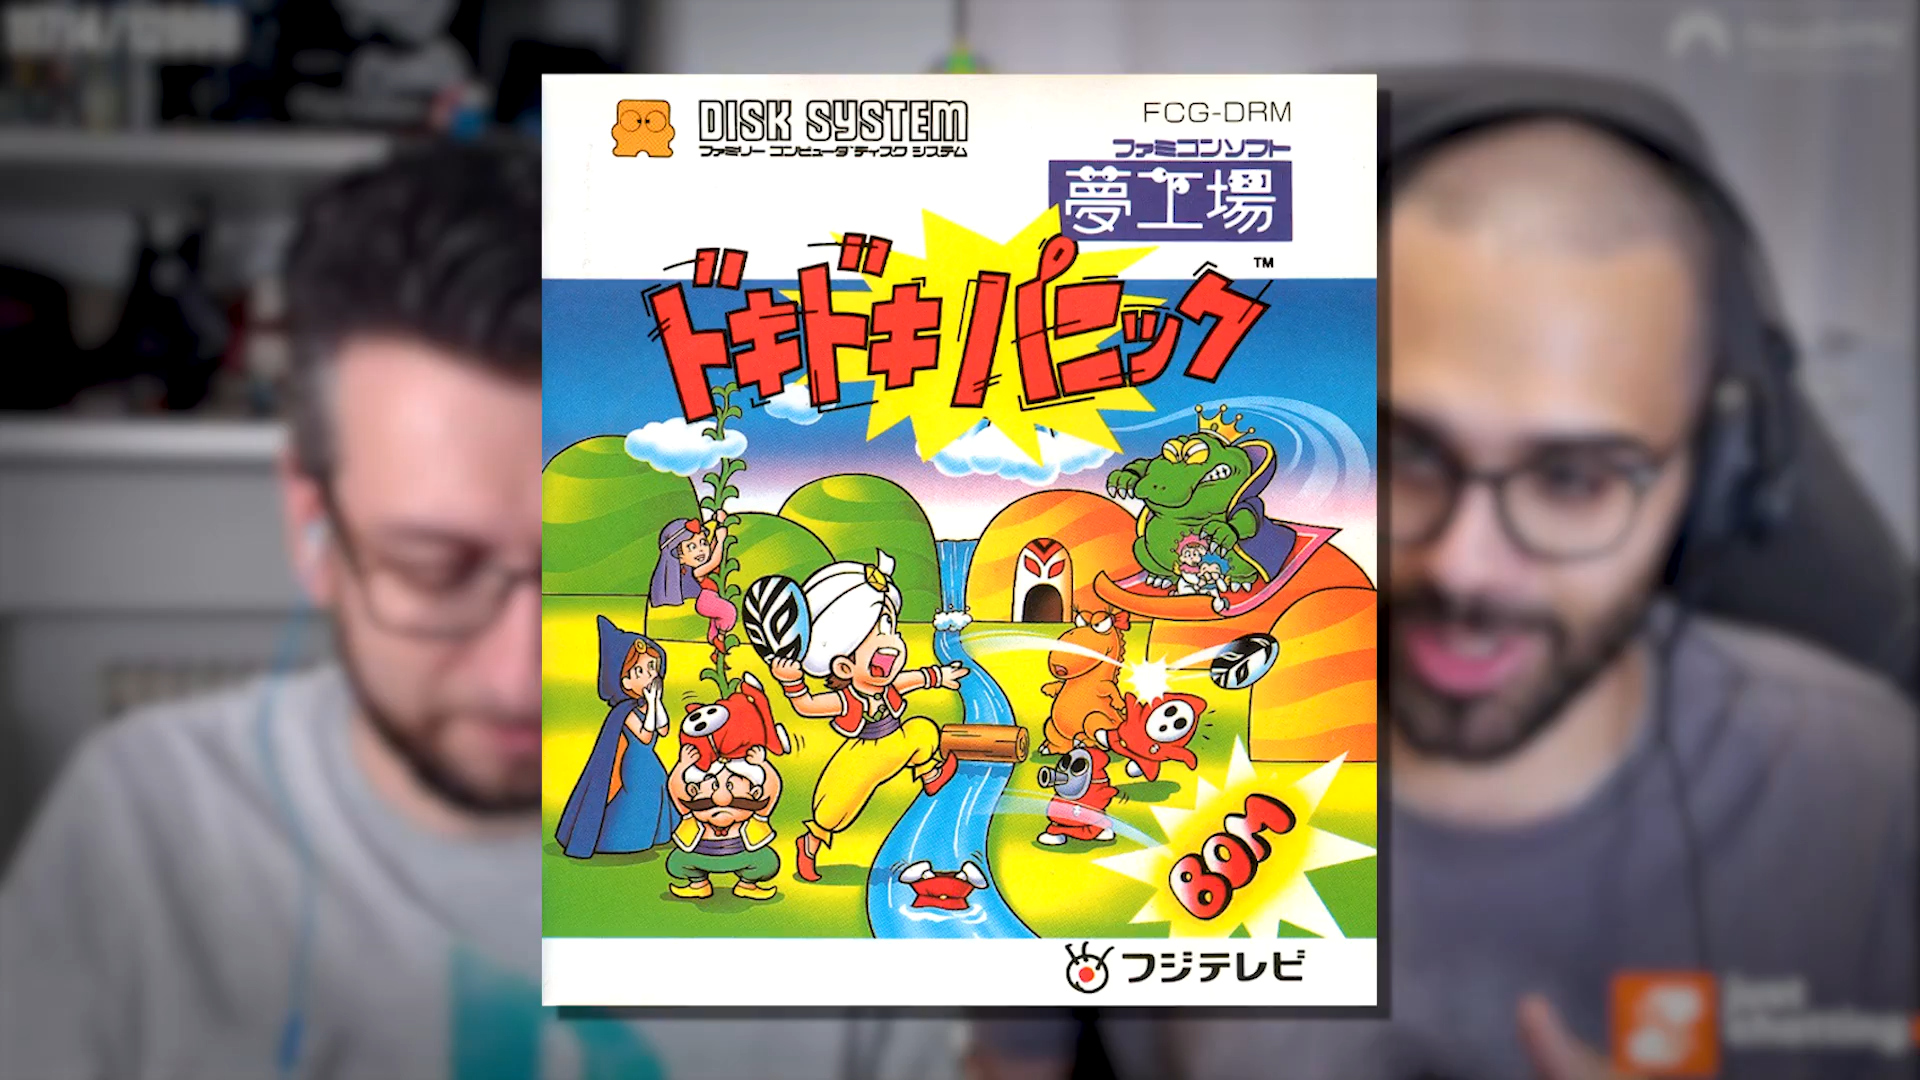 DISK SYSTEM
ファミリー コンピュータ ディスク システム
FCG-DRM
ファミコンソフト
夢工場
ドキドキパニック
TM
BOM
フジテレビ